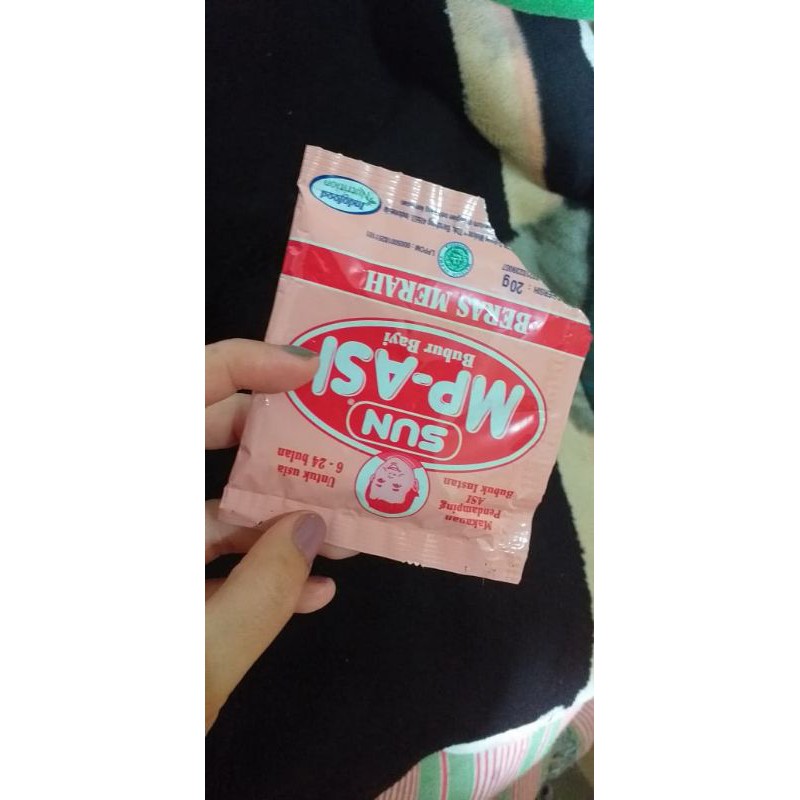 Makanan
Pendamping
ASI
Bubuk Instan
Untuk usia
6 - 24 bulan
SUN
MP-ASI
Bubur Bayi
BERAS MERAH
20g
Indofood
Nutrition